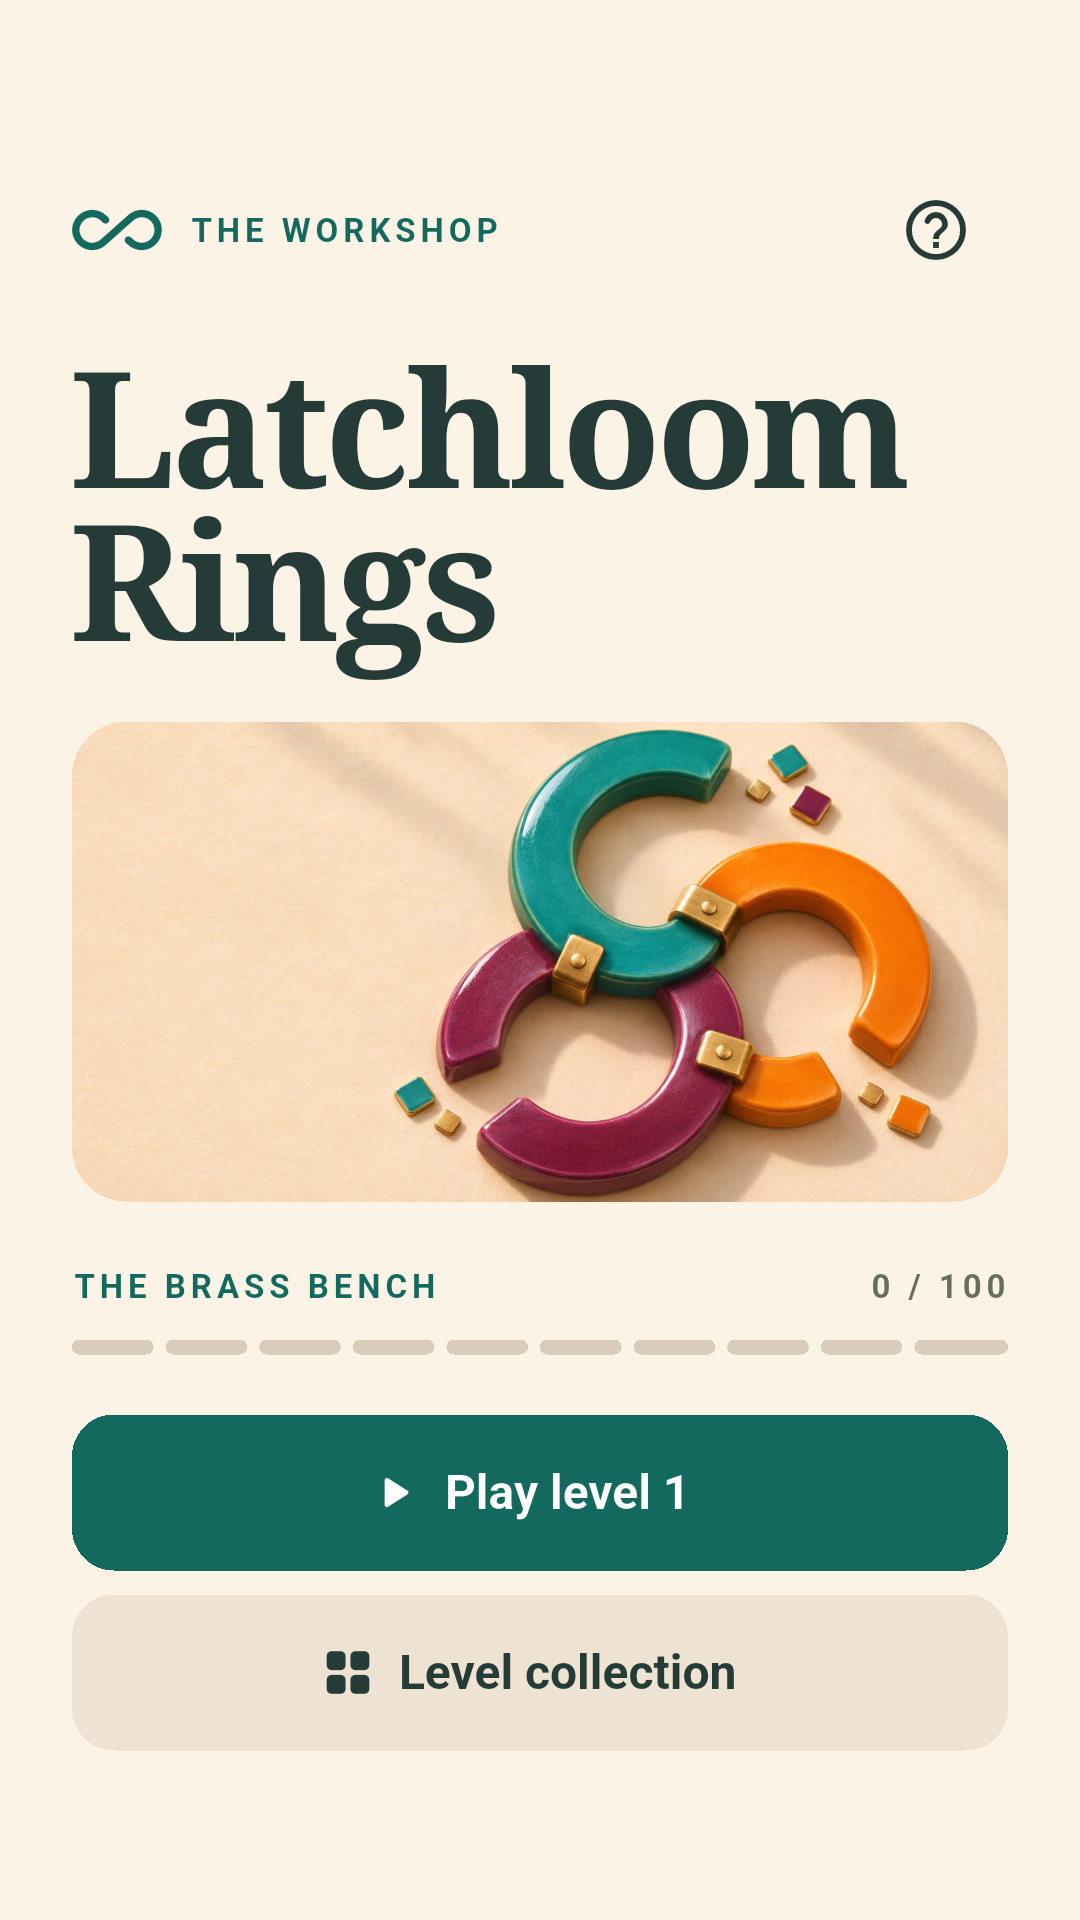 THE WORKSHOP
Latchloom
Rings
THE BRASS BENCH
0 / 100
Play level 1
Level collection